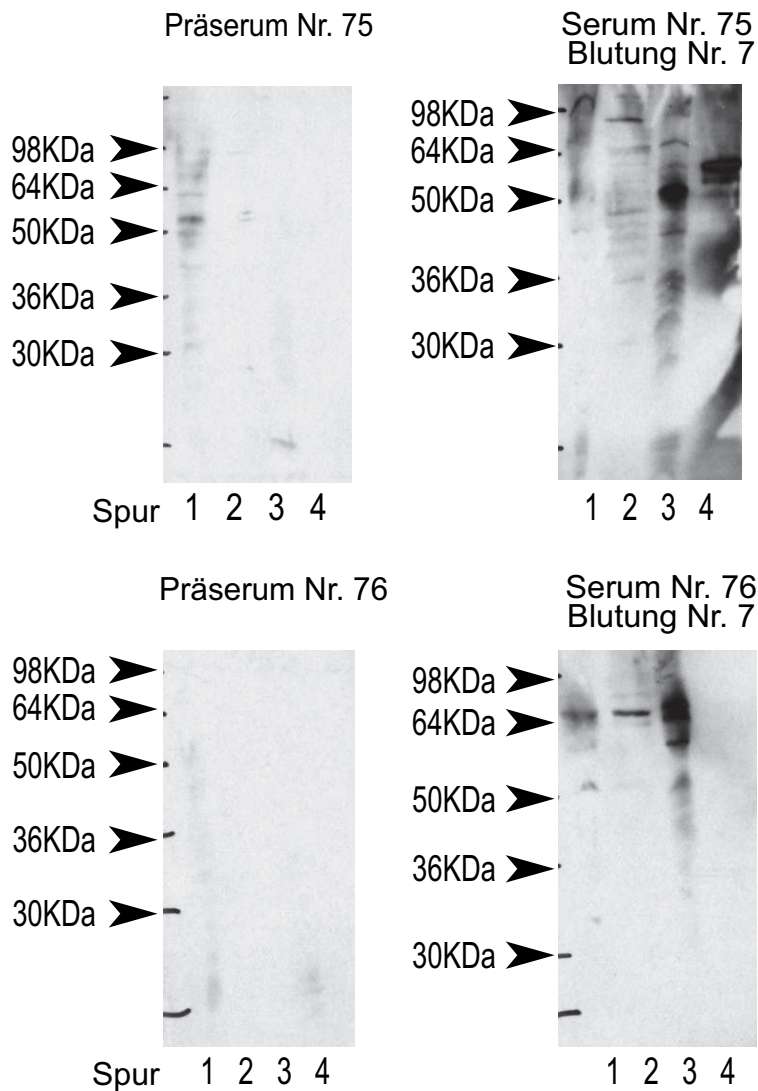 Präserum Nr. 75
98KDa
64KDa
50KDa
36KDa
30KDa
Spur 1 2 3 4
Serum Nr. 75
Blutung Nr. 7
98KDa
64KDa
50KDa
36KDa
30KDa
1 2 3 4
Präserum Nr. 76
98KDa
64KDa
50KDa
36KDa
30KDa
Spur 1 2 3 4
Serum Nr. 76
Blutung Nr. 7
98KDa
64KDa
50KDa
36KDa
30KDa
1 2 3 4